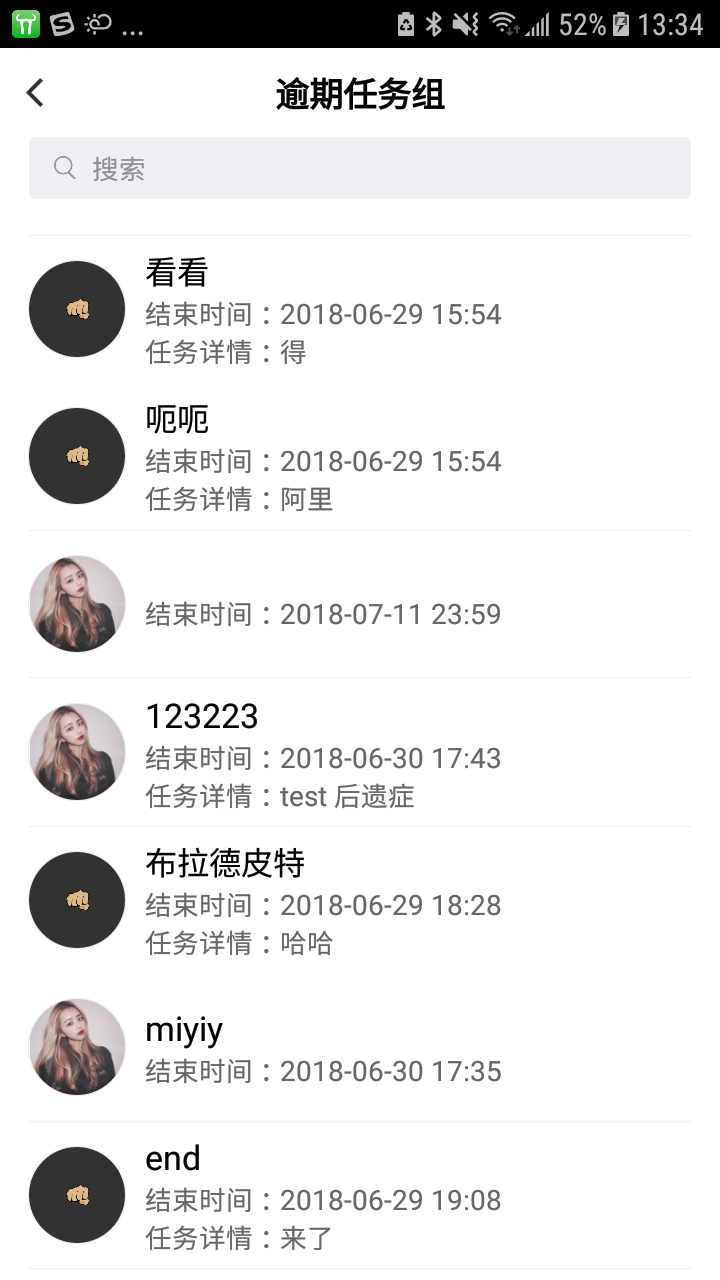 ... 52% 13:34
逾期任务组
搜索
看看
结束时间：2018-06-29 15:54
任务详情：得
呃呃
结束时间：2018-06-29 15:54
任务详情：阿里
结束时间：2018-07-11 23:59
123223
结束时间：2018-06-30 17:43
任务详情：test 后遗症
布拉德皮特
结束时间：2018-06-29 18:28
任务详情：哈哈
miyiy
结束时间：2018-06-30 17:35
end
结束时间：2018-06-29 19:08
任务详情：来了